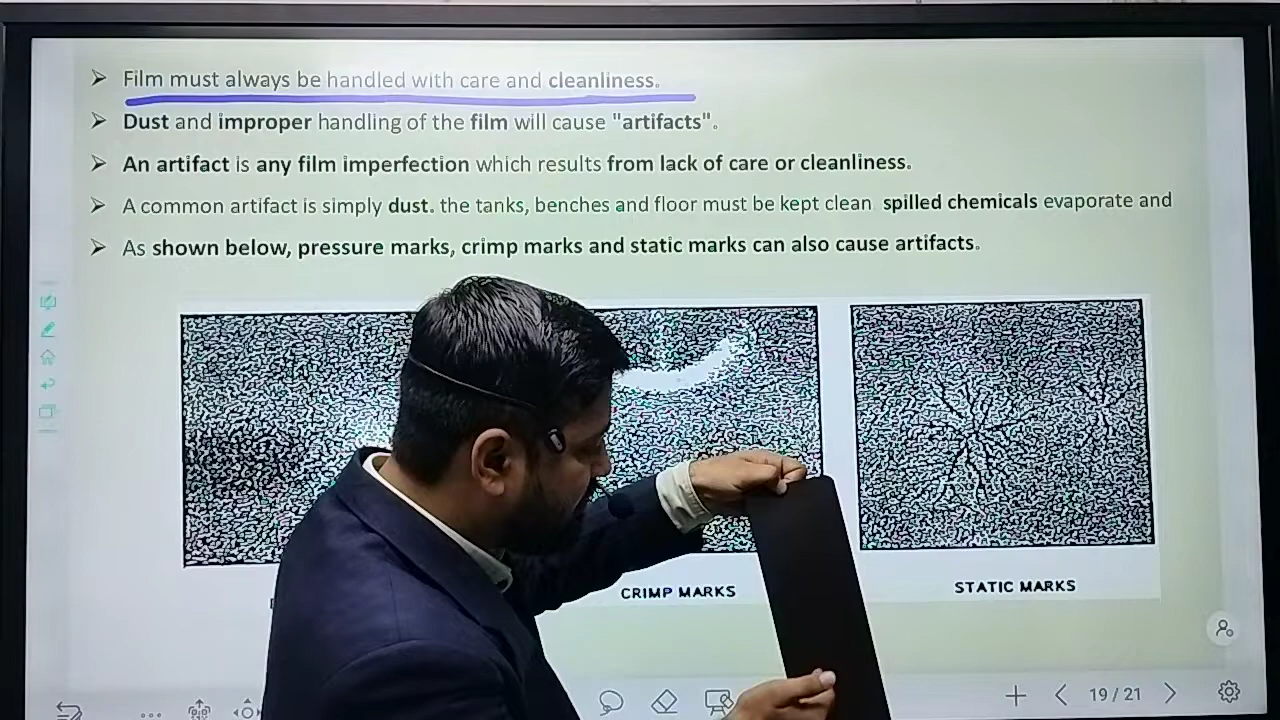 Film must always be handled with care and cleanliness.
Dust and improper handling of the film will cause "artifacts".
An artifact is any film imperfection which results from lack of care or cleanliness.
A common artifact is simply dust. the tanks, benches and floor must be kept clean spilled chemicals evaporate and
As shown below, pressure marks, crimp marks and static marks can also cause artifacts.
CRIMP MARKS
STATIC MARKS
19 / 21